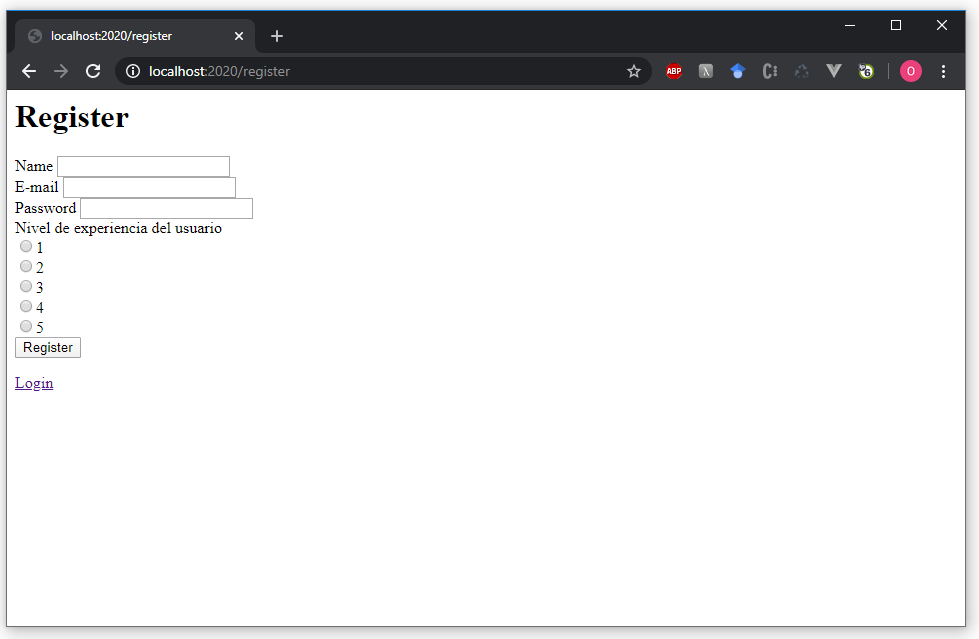 localhost:2020/register
localhost:2020/register
ABP
λ
O
Register
Name
E-mail
Password
Nivel de experiencia del usuario
1
2
3
4
5
Register
Login